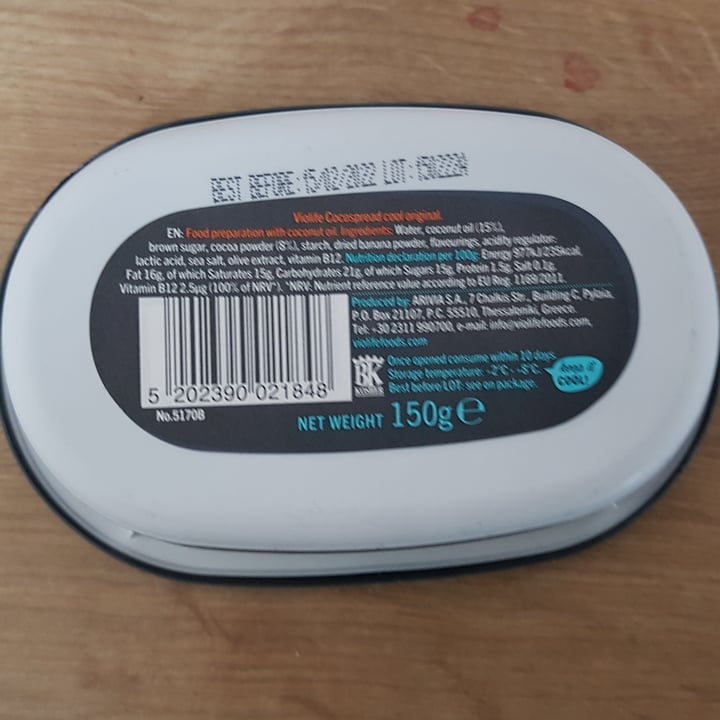 BEST BEFORE: 15/02/2022 LOT: 1502228
Violife Cocospread cool original.
EN: Food preparation with coconut oil. Ingredients: Water, coconut oil (15%),
brown sugar, cocoa powder (8%), starch, dried banana powder, flavourings, acidity regulator:
lactic acid, sea salt, olive extract, vitamin B12. Nutrition declaration per 100g: Energy 977kJ/235kcal,
Fat 16g, of which Saturates 15g, Carbohydrates 21g, of which Sugars 15g, Protein 1.5g, Salt 0.1g,
Vitamin B12 2.5µg (100% of NRV*). *NRV: Nutrient reference value according to EU Reg. 1169/2011.
Produced by: ARIVIA S.A., 7 Chalkis Str., Building C, Pylaia,
P.O. Box 21107, P.C. 55510, Thessaloniki, Greece,
Tel: +30 2311 990700, e-mail: info@violifefoods.com,
violifefoods.com
BK
Once opened consume within 10 days.
Storage temperature: +2°C - +8°C.
Best before/LOT: see on package.
keep it
COOL!
5 202390 021848
No.5170B
NET WEIGHT 150g e